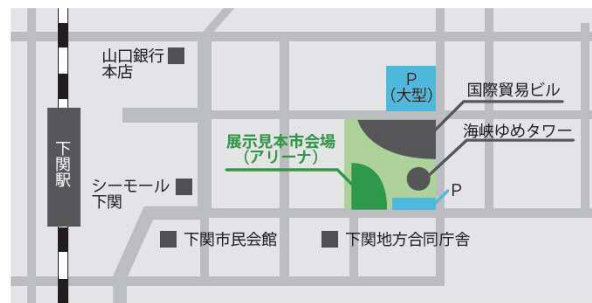 山口銀行
本店
P
(大型)
国際貿易ビル
展示見本市会場
(アリーナ)
海峡ゆめタワー
下関駅
シーモール
下関
P
下関市民会館
下関地方合同庁舎